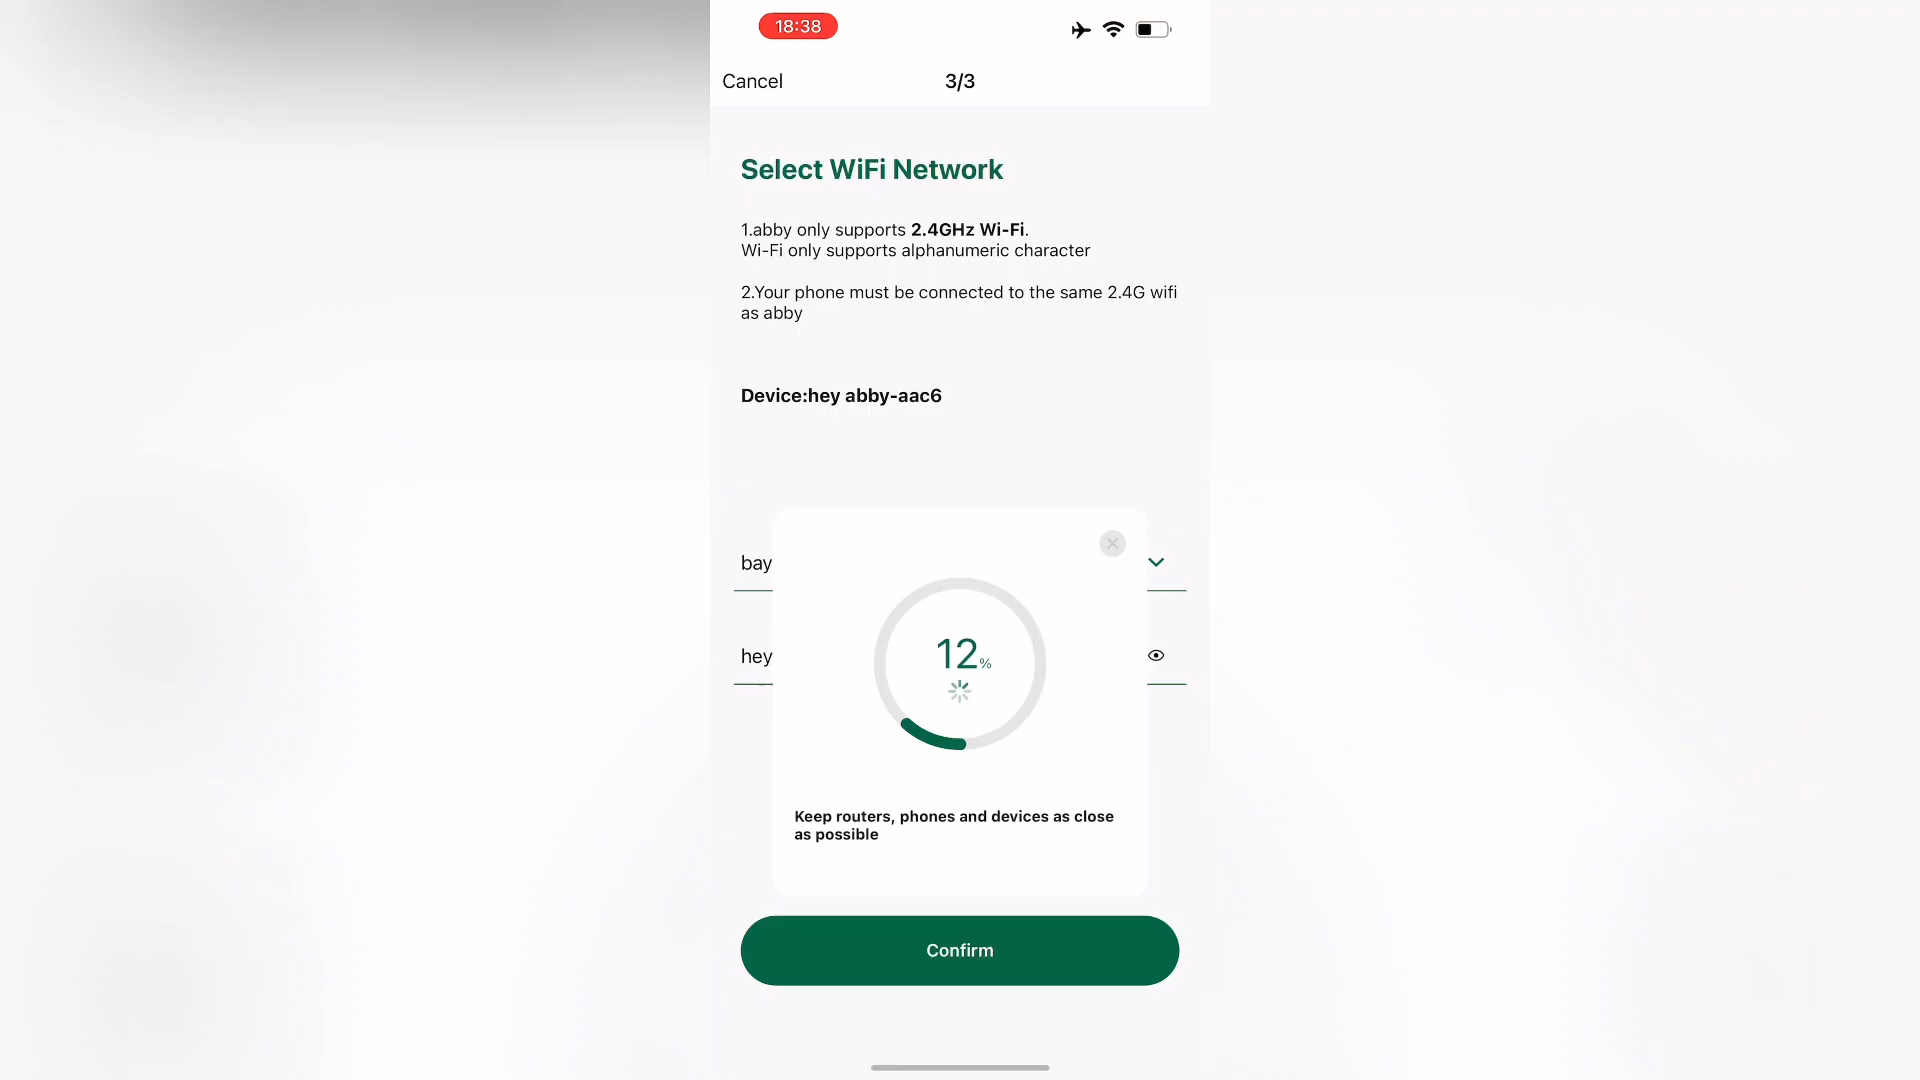 18:38
Cancel
3/3
Select WiFi Network
1.abby only supports 2.4GHz Wi-Fi.
Wi-Fi only supports alphanumeric character
2.Your phone must be connected to the same 2.4G wifi
as abby
Device:hey abby-aac6
bay
hey
12%
Keep routers, phones and devices as close
as possible
Confirm